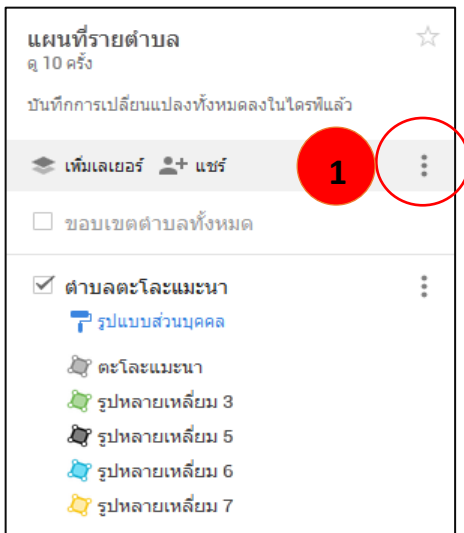 แผนที่รายตำบล
ดู 10 ครั้ง
บันทึกการเปลี่ยนแปลงทั้งหมดลงในไดรฟ์แล้ว
เพิ่มเลเยอร์ แชร์ 1
ขอบเขตตำบลทั้งหมด
ตำบลตะโละแมะนา
รูปแบบส่วนบุคคล
ตะโละแมะนา
รูปหลายเหลี่ยม 3
รูปหลายเหลี่ยม 5
รูปหลายเหลี่ยม 6
รูปหลายเหลี่ยม 7